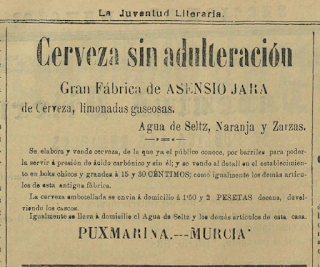 La Juventud Literaria.
Cerveza sin adulteración
Gran Fábrica de ASENSIO JARA
de Cerveza, limonadas gaseosas.
Agua de Seltz, Naranja y Zarzas.
Se elabora y vende cerveza, de la que ya el público conoce, por barriles para poder-
la servir á presión de ácido carbónico y sin él; y se vende al detall en el establecimiento
en boks chicos y grandes á 15 y 30 CÉNTIMOS; como igualmente los demás artícu-
los de esta antigua fábrica.
La cerveza embotellada se envia á domicilio á 1'50 y 2 PESETAS docena, devol-
viendo los cascos.
Igualmente se lleva á domicilio el Agua de Seltz y los demás artículos de esta casa.
PUXMARINA.---MURCIA